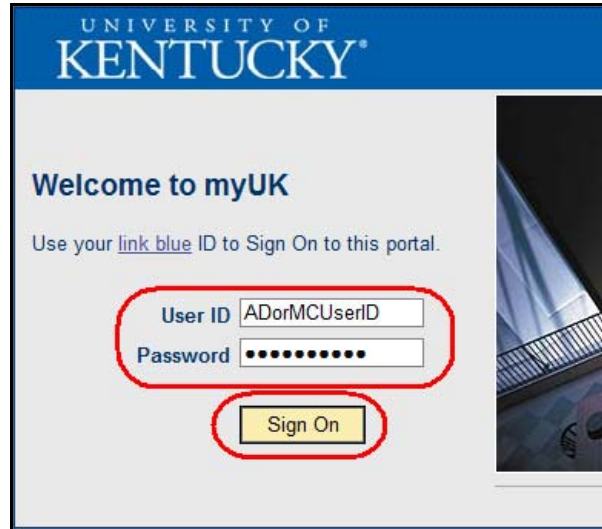 UNIVERSITY OF
KENTUCKY®
Welcome to myUK
Use your link blue ID to Sign On to this portal.
User ID ADorMCUserID
Password ●●●●●●●●●●
Sign On